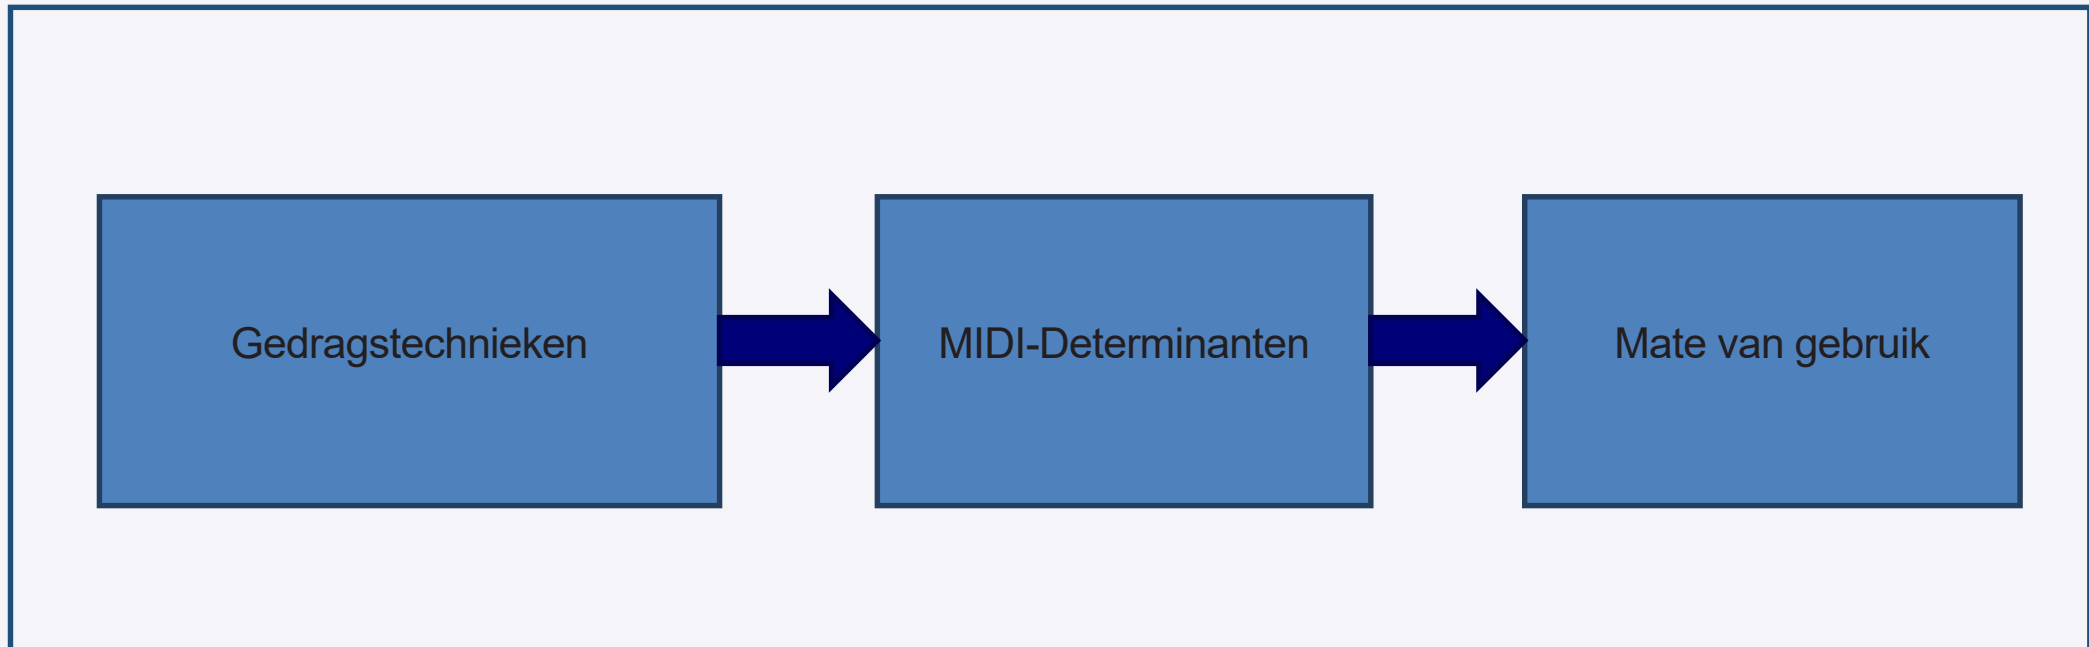 Gedragstechnieken
MIDI-Determinanten
Mate van gebruik